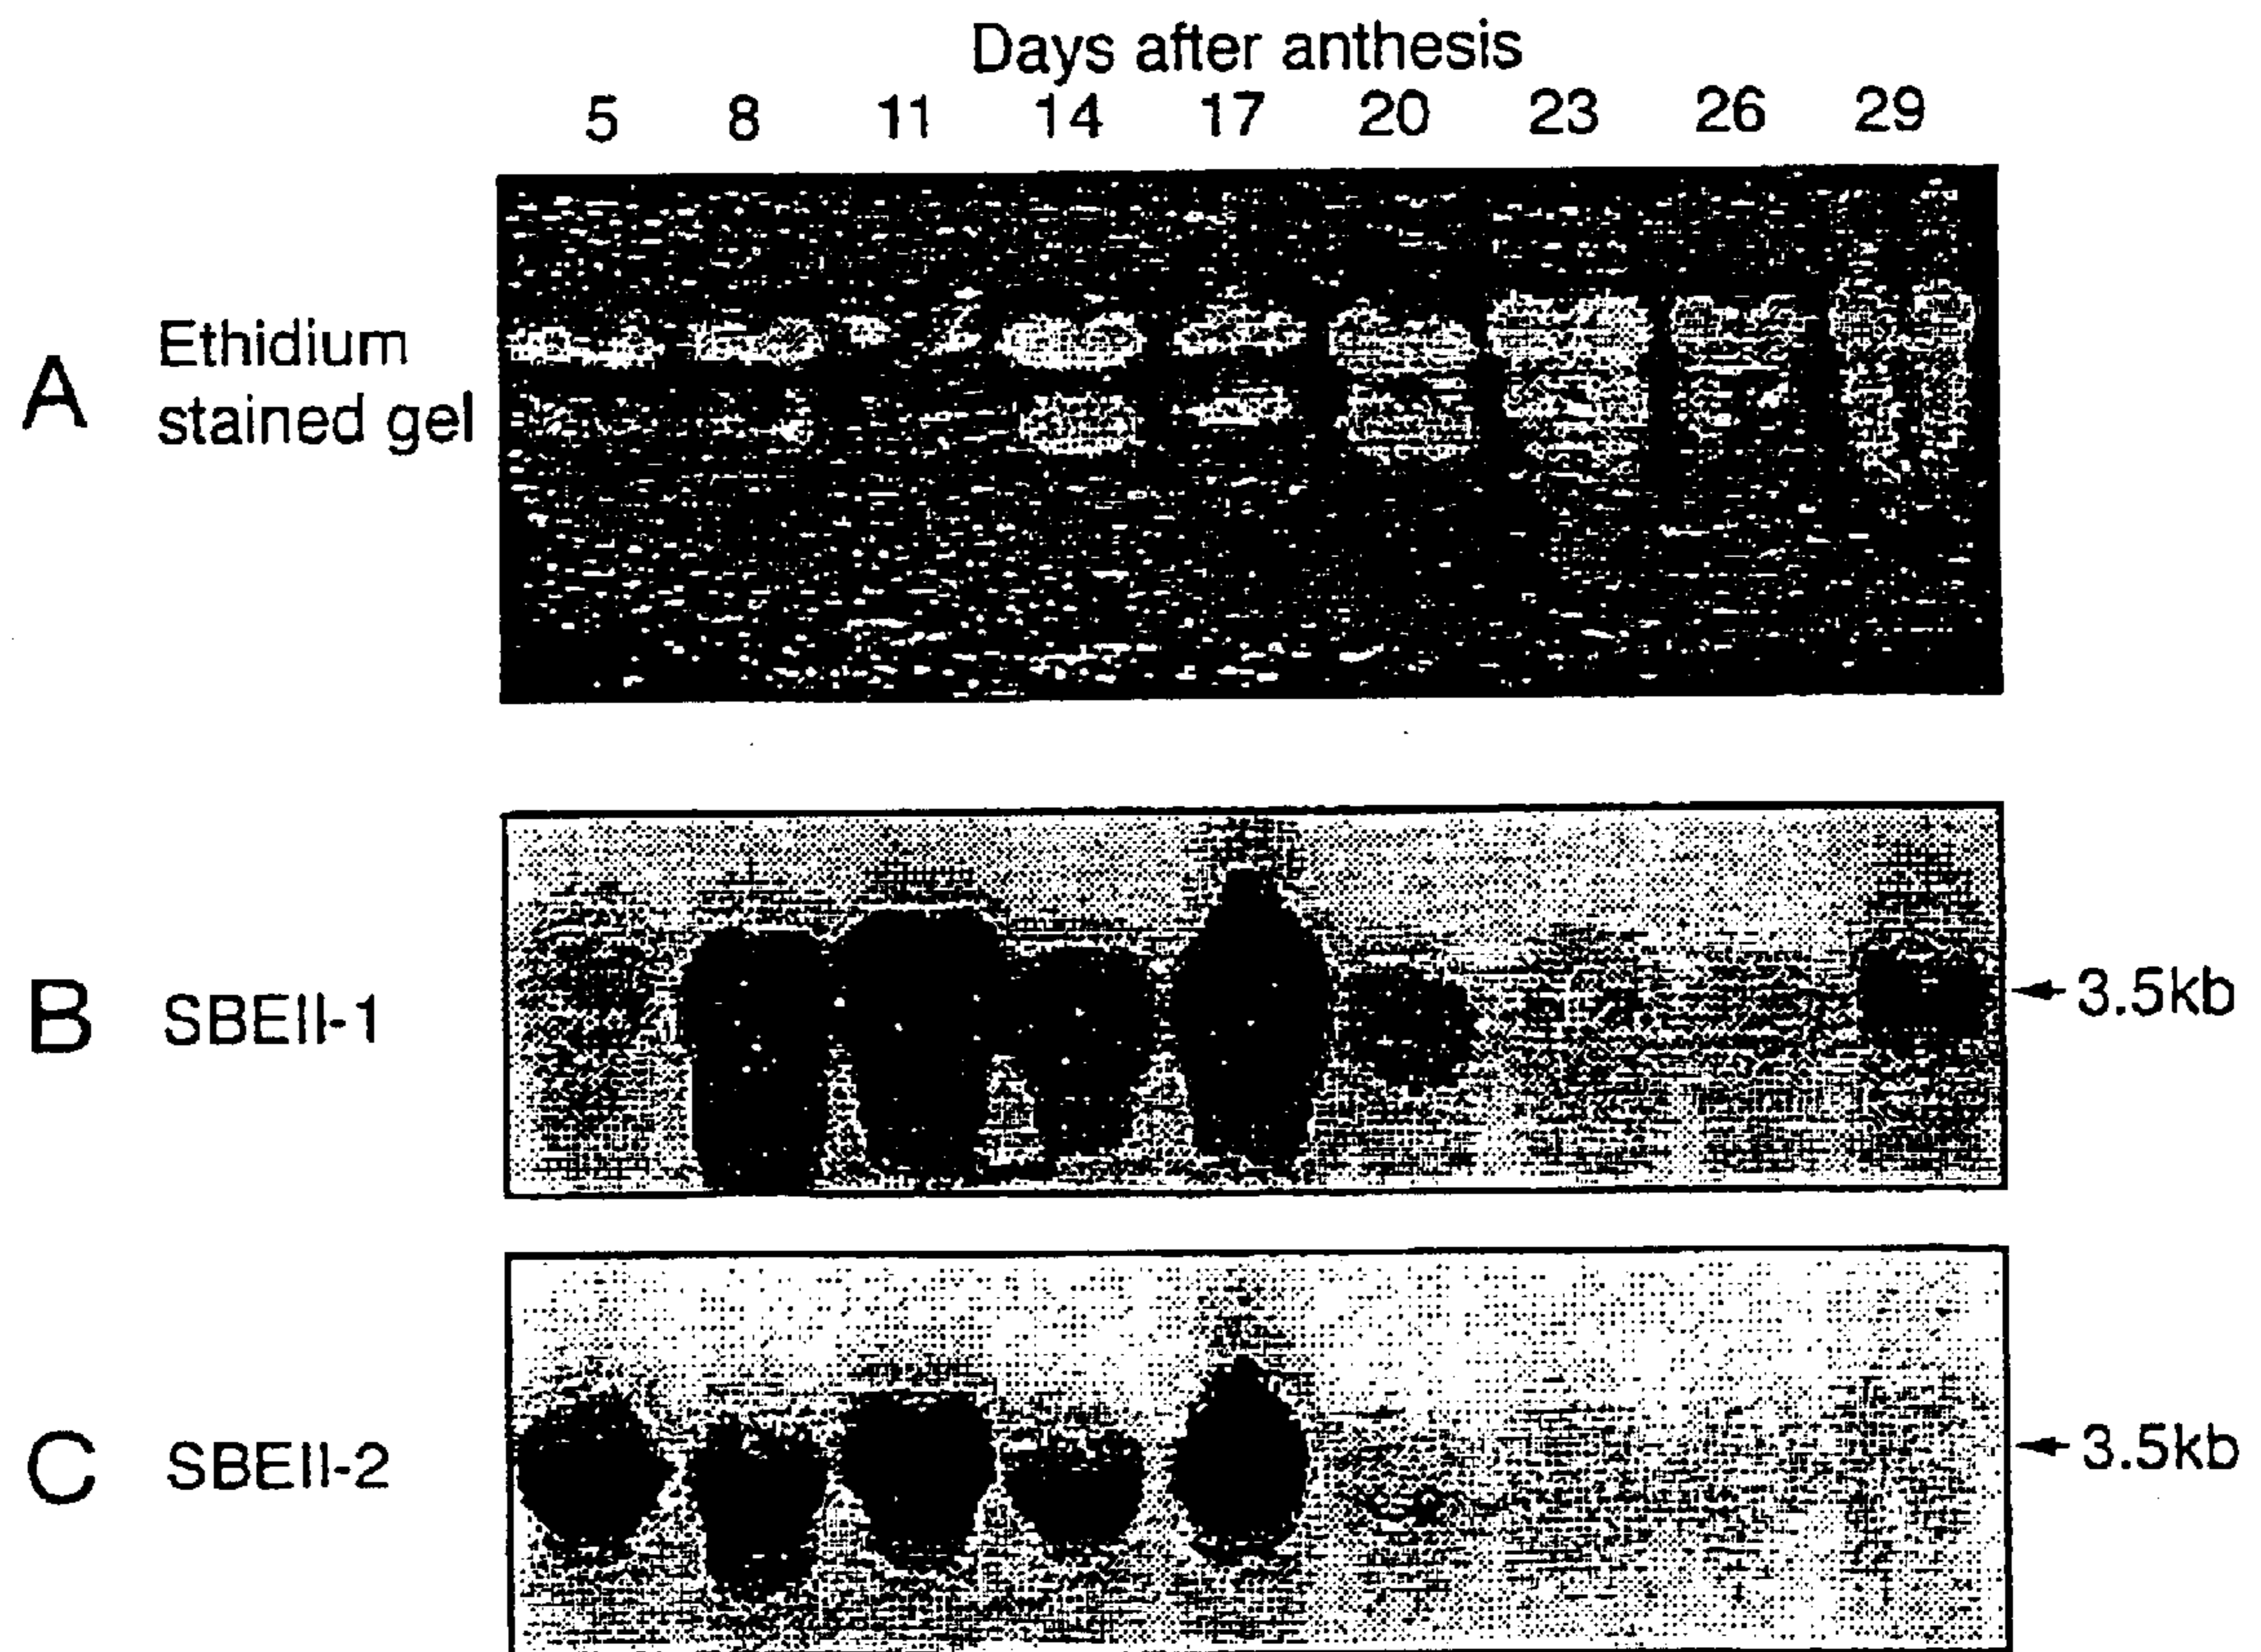 Days after anthesis
5 8 11 14 17 20 23 26 29
A Ethidium
stained gel
B SBEII-1 3.5kb
C SBEII-2 3.5kb